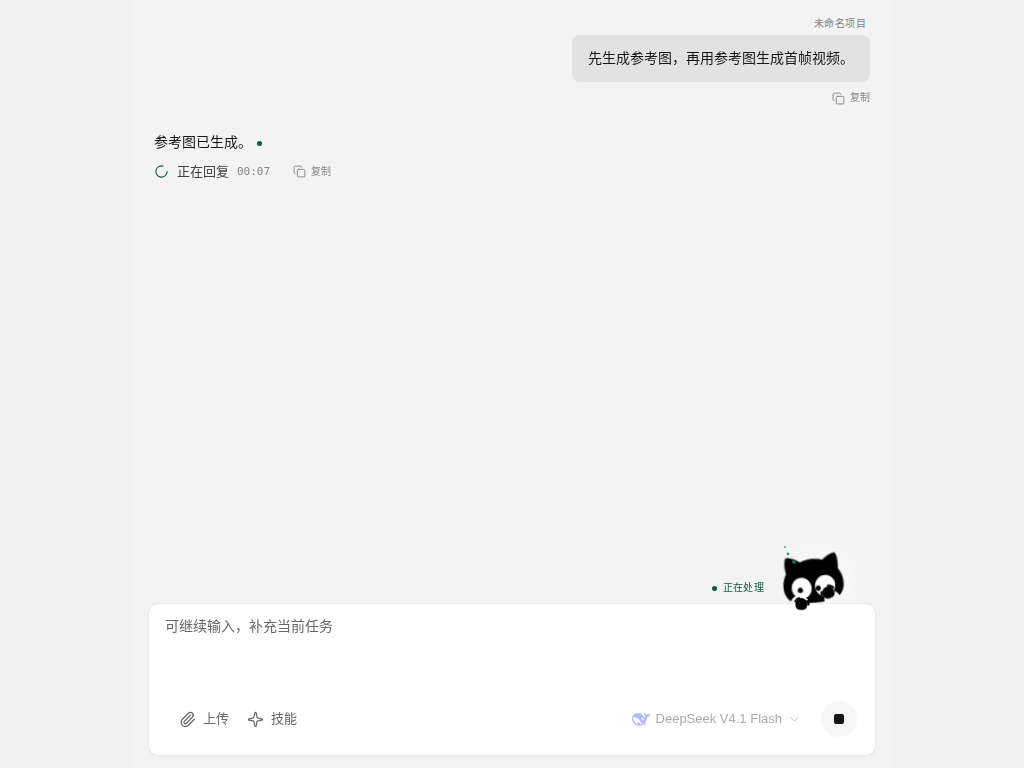 未命名项目
先生成参考图，再用参考图生成首帧视频。
复制
参考图已生成。
正在回复 00:07 复制
正在处理
可继续输入，补充当前任务
上传 技能 DeepSeek V4.1 Flash